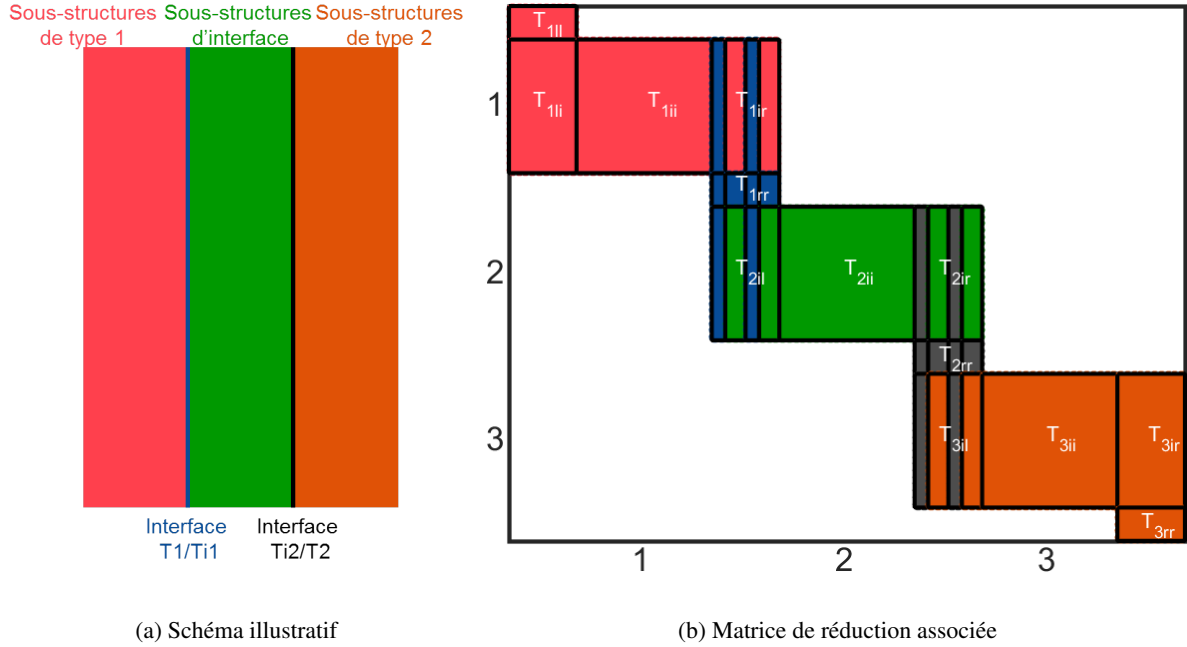 Sous-structures
de type 1
Sous-structures
d'interface
Sous-structures
de type 2
Interface
T1/Ti1
Interface
Ti2/T2
(a) Schéma illustratif
1
2
3
T1ll
T1li
T1ii
T1ir
T1rr
T2il
T2ii
T2ir
T2rr
T3il
T3ii
T3ir
T3rr
1
2
3
(b) Matrice de réduction associée